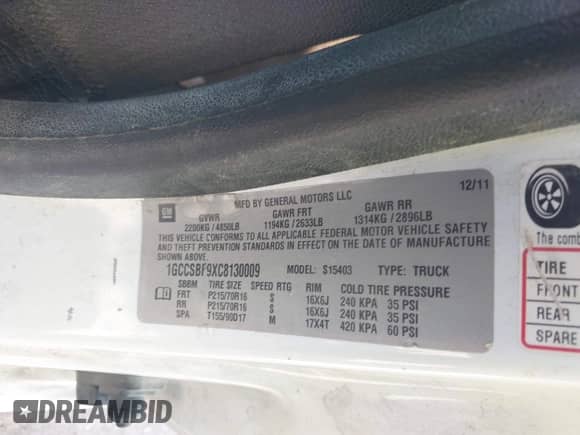 GM
MFD BY GENERAL MOTORS LLC
12/11
GVWR GAWR FRT GAWR RR
2200KG / 4850LB 1194KG / 2633LB 1314KG / 2896LB
THIS VEHICLE CONFORMS TO ALL APPLICABLE FEDERAL MOTOR VEHICLE SAFETY
AND THEFT PREVENTION STANDARDS IN EFFECT ON THE DATE OF MANUFACTURE
SHOWN ABOVE.
1GCCSBF9XC8130009 MODEL: S15403 TYPE: TRUCK
SBBM TIRE SIZE SPEED RTG RIM COLD TIRE PRESSURE
FRT P215/70R16 S 16X6J 240 KPA 35 PSI
RR P215/70R16 S 16X6J 240 KPA 35 PSI
SPA T155/90D17 M 17X4T 420 KPA 60 PSI
The comb
TIRE
FRONT
REAR
SPARE
DREAMBID